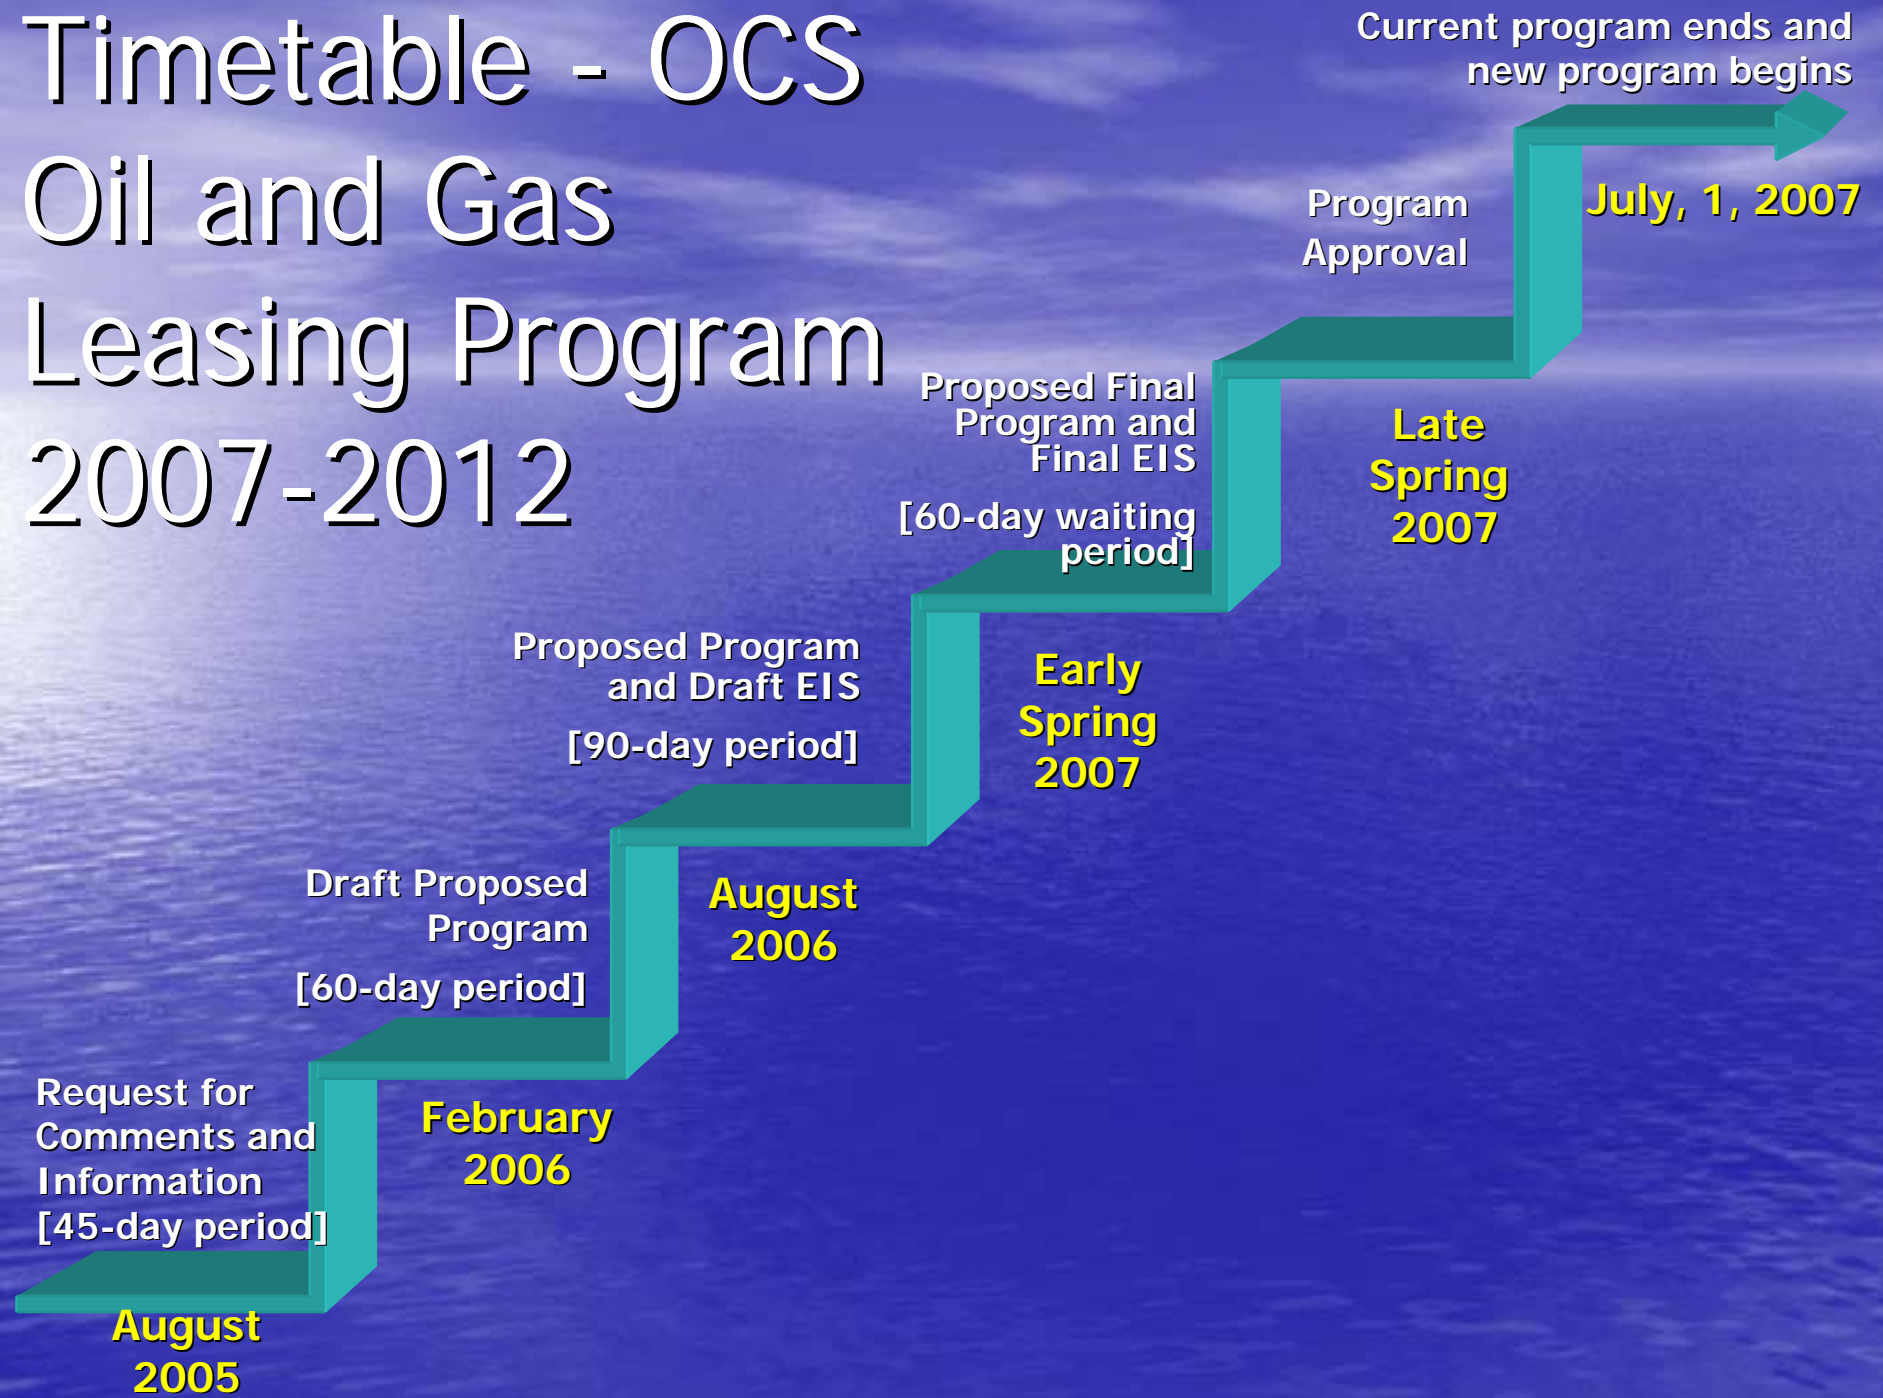 Timetable - OCS
Oil and Gas
Leasing Program
2007-2012
Current program ends and
new program begins
July, 1, 2007
Program
Approval
Late
Spring
2007
Proposed Final
Program and
Final EIS
[60-day waiting
period]
Early
Spring
2007
Proposed Program
and Draft EIS
[90-day period]
August
2006
Draft Proposed
Program
[60-day period]
February
2006
Request for
Comments and
Information
[45-day period]
August
2005